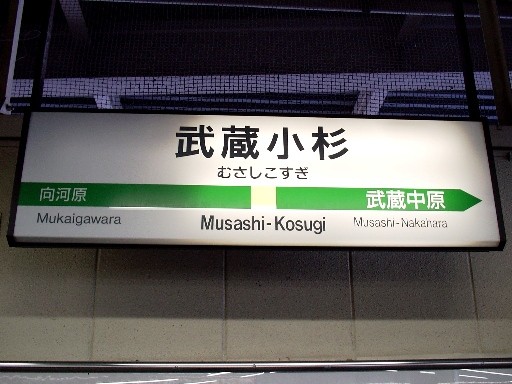 武蔵小杉
むさしこすぎ
向河原
武蔵中原
Mukaigawara
Musashi-Kosugi
Musashi-Nakahara